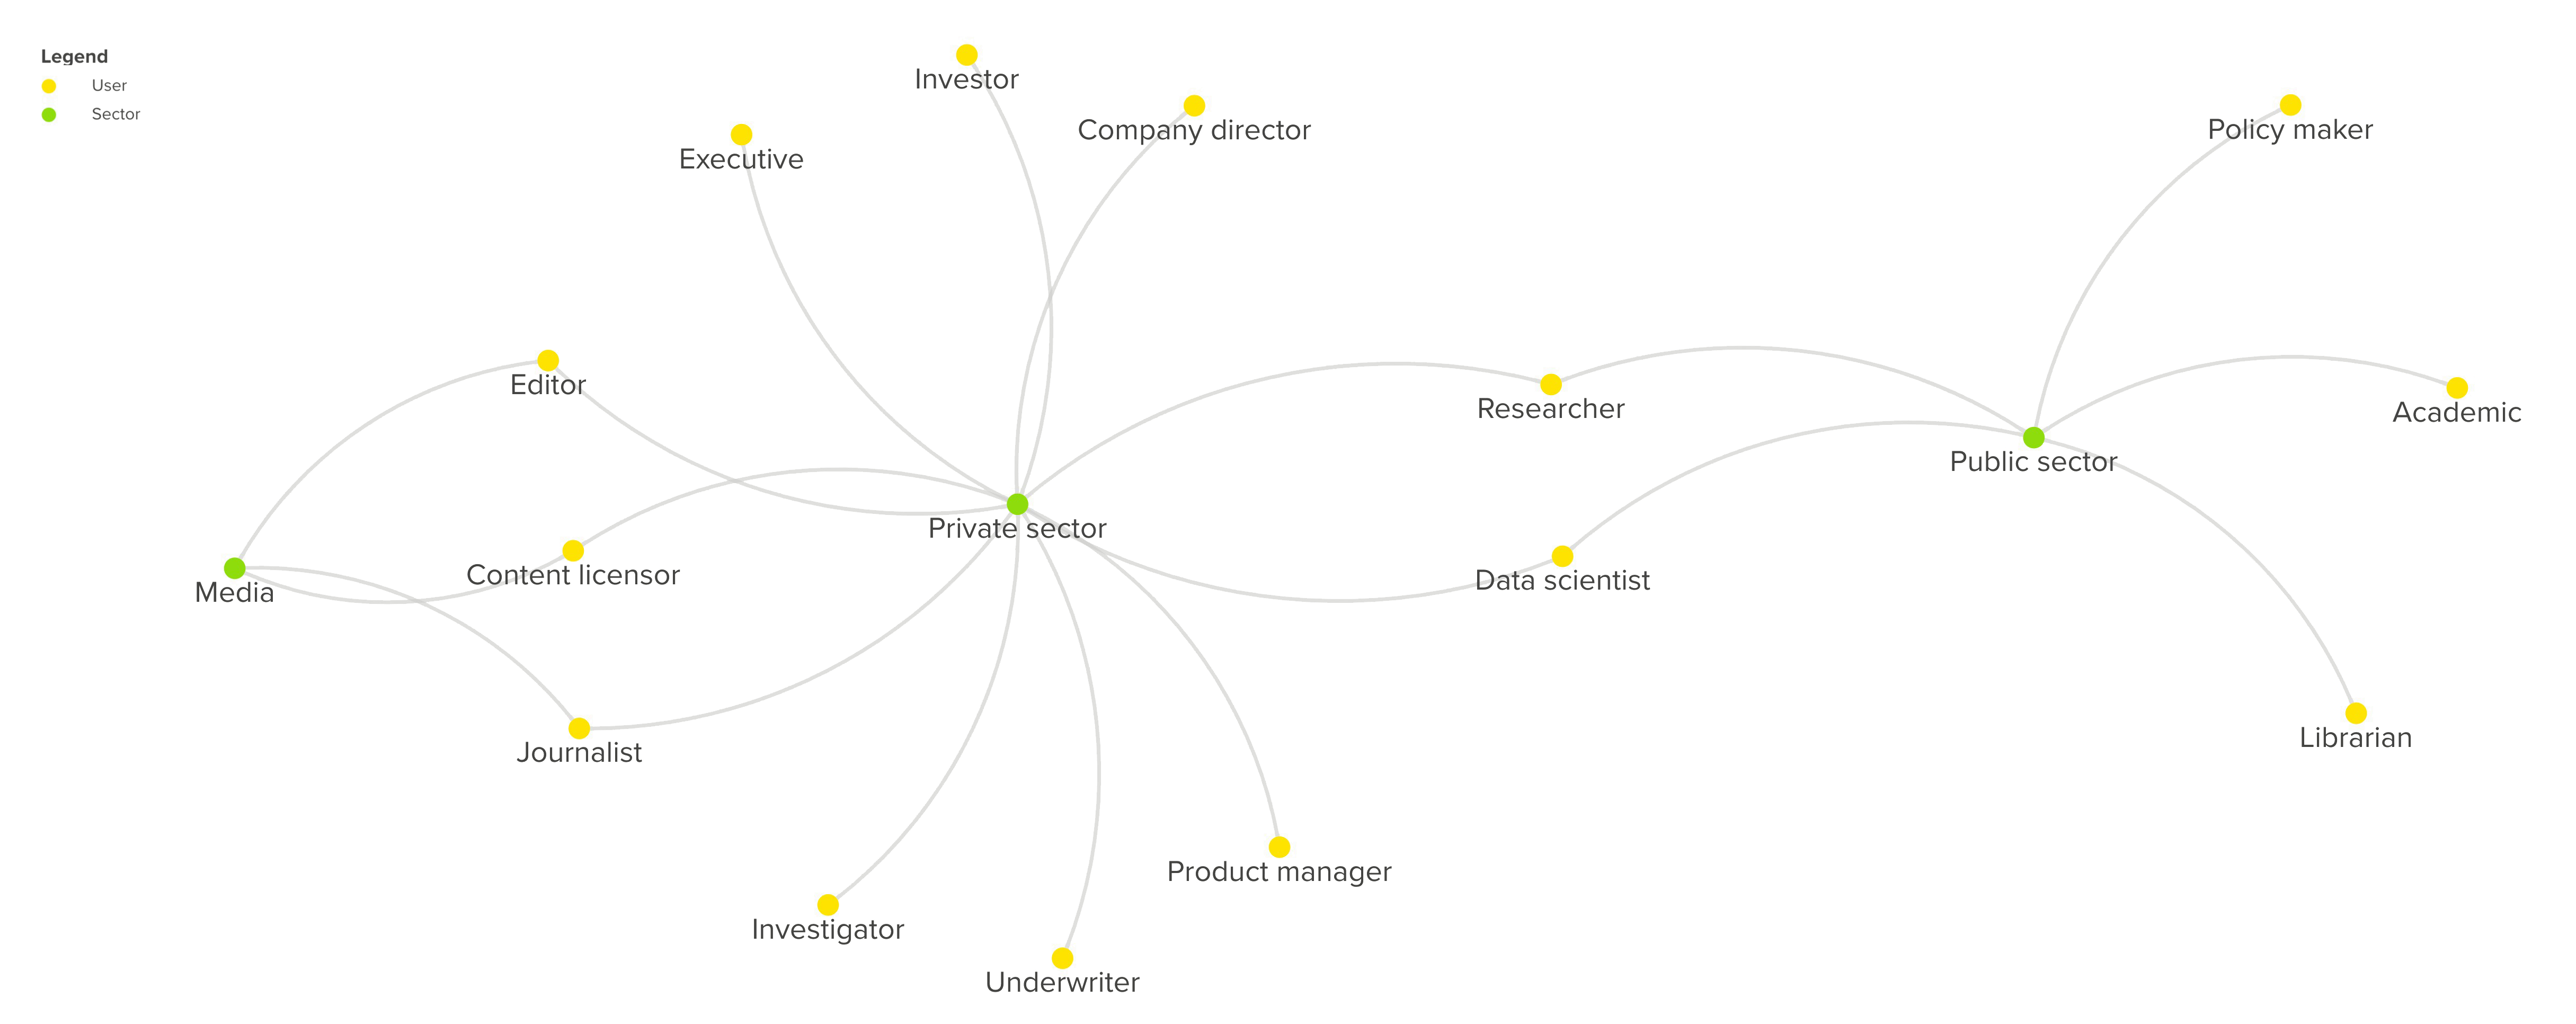 Legend
User
Sector
Investor
Company director
Policy maker
Executive
Editor
Researcher
Academic
Public sector
Private sector
Content licensor
Data scientist
Media
Journalist
Librarian
Product manager
Investigator
Underwriter